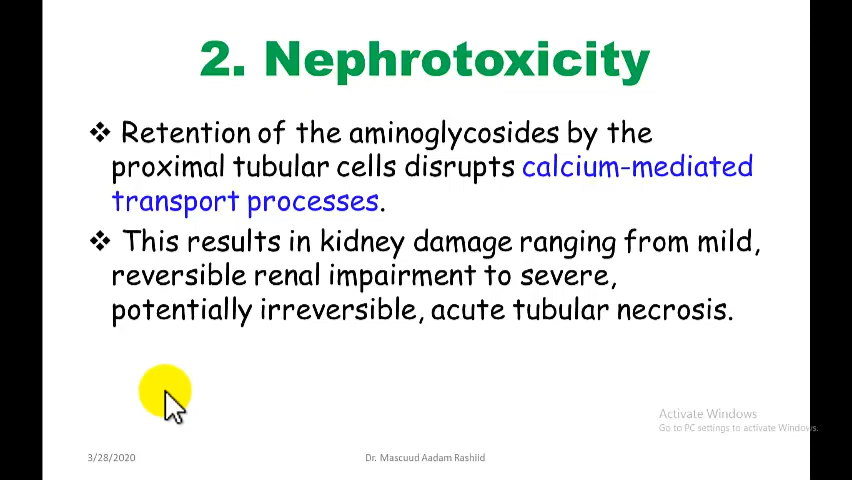 2. Nephrotoxicity
❖ Retention of the aminoglycosides by the
proximal tubular cells disrupts calcium-mediated
transport processes.
❖ This results in kidney damage ranging from mild,
reversible renal impairment to severe,
potentially irreversible, acute tubular necrosis.
Activate Windows
Go to PC settings to activate Windows.
3/28/2020
Dr. Mascuud Aadam Rashiid